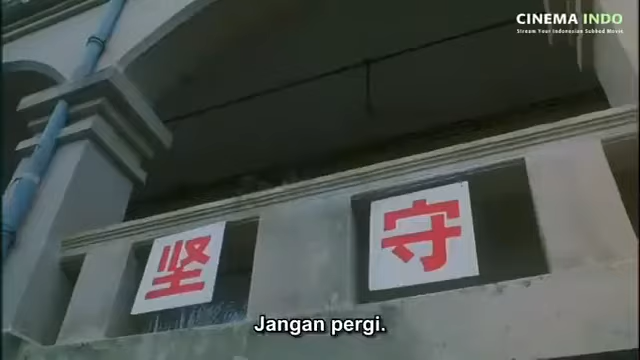 CINEMA INDO
Stream Your Indonesian Subbed Movie
坚守
Jangan pergi.